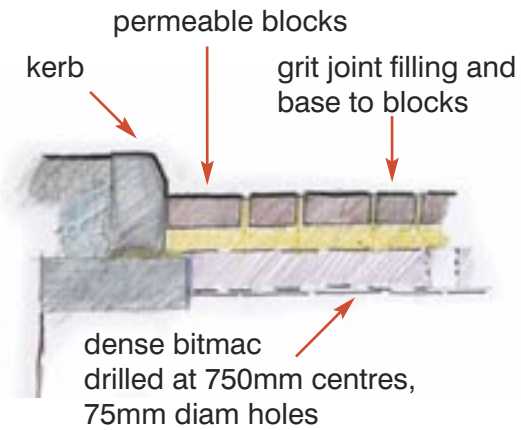 permeable blocks
kerb
grit joint filling and
base to blocks
dense bitmac
drilled at 750mm centres,
75mm diam holes